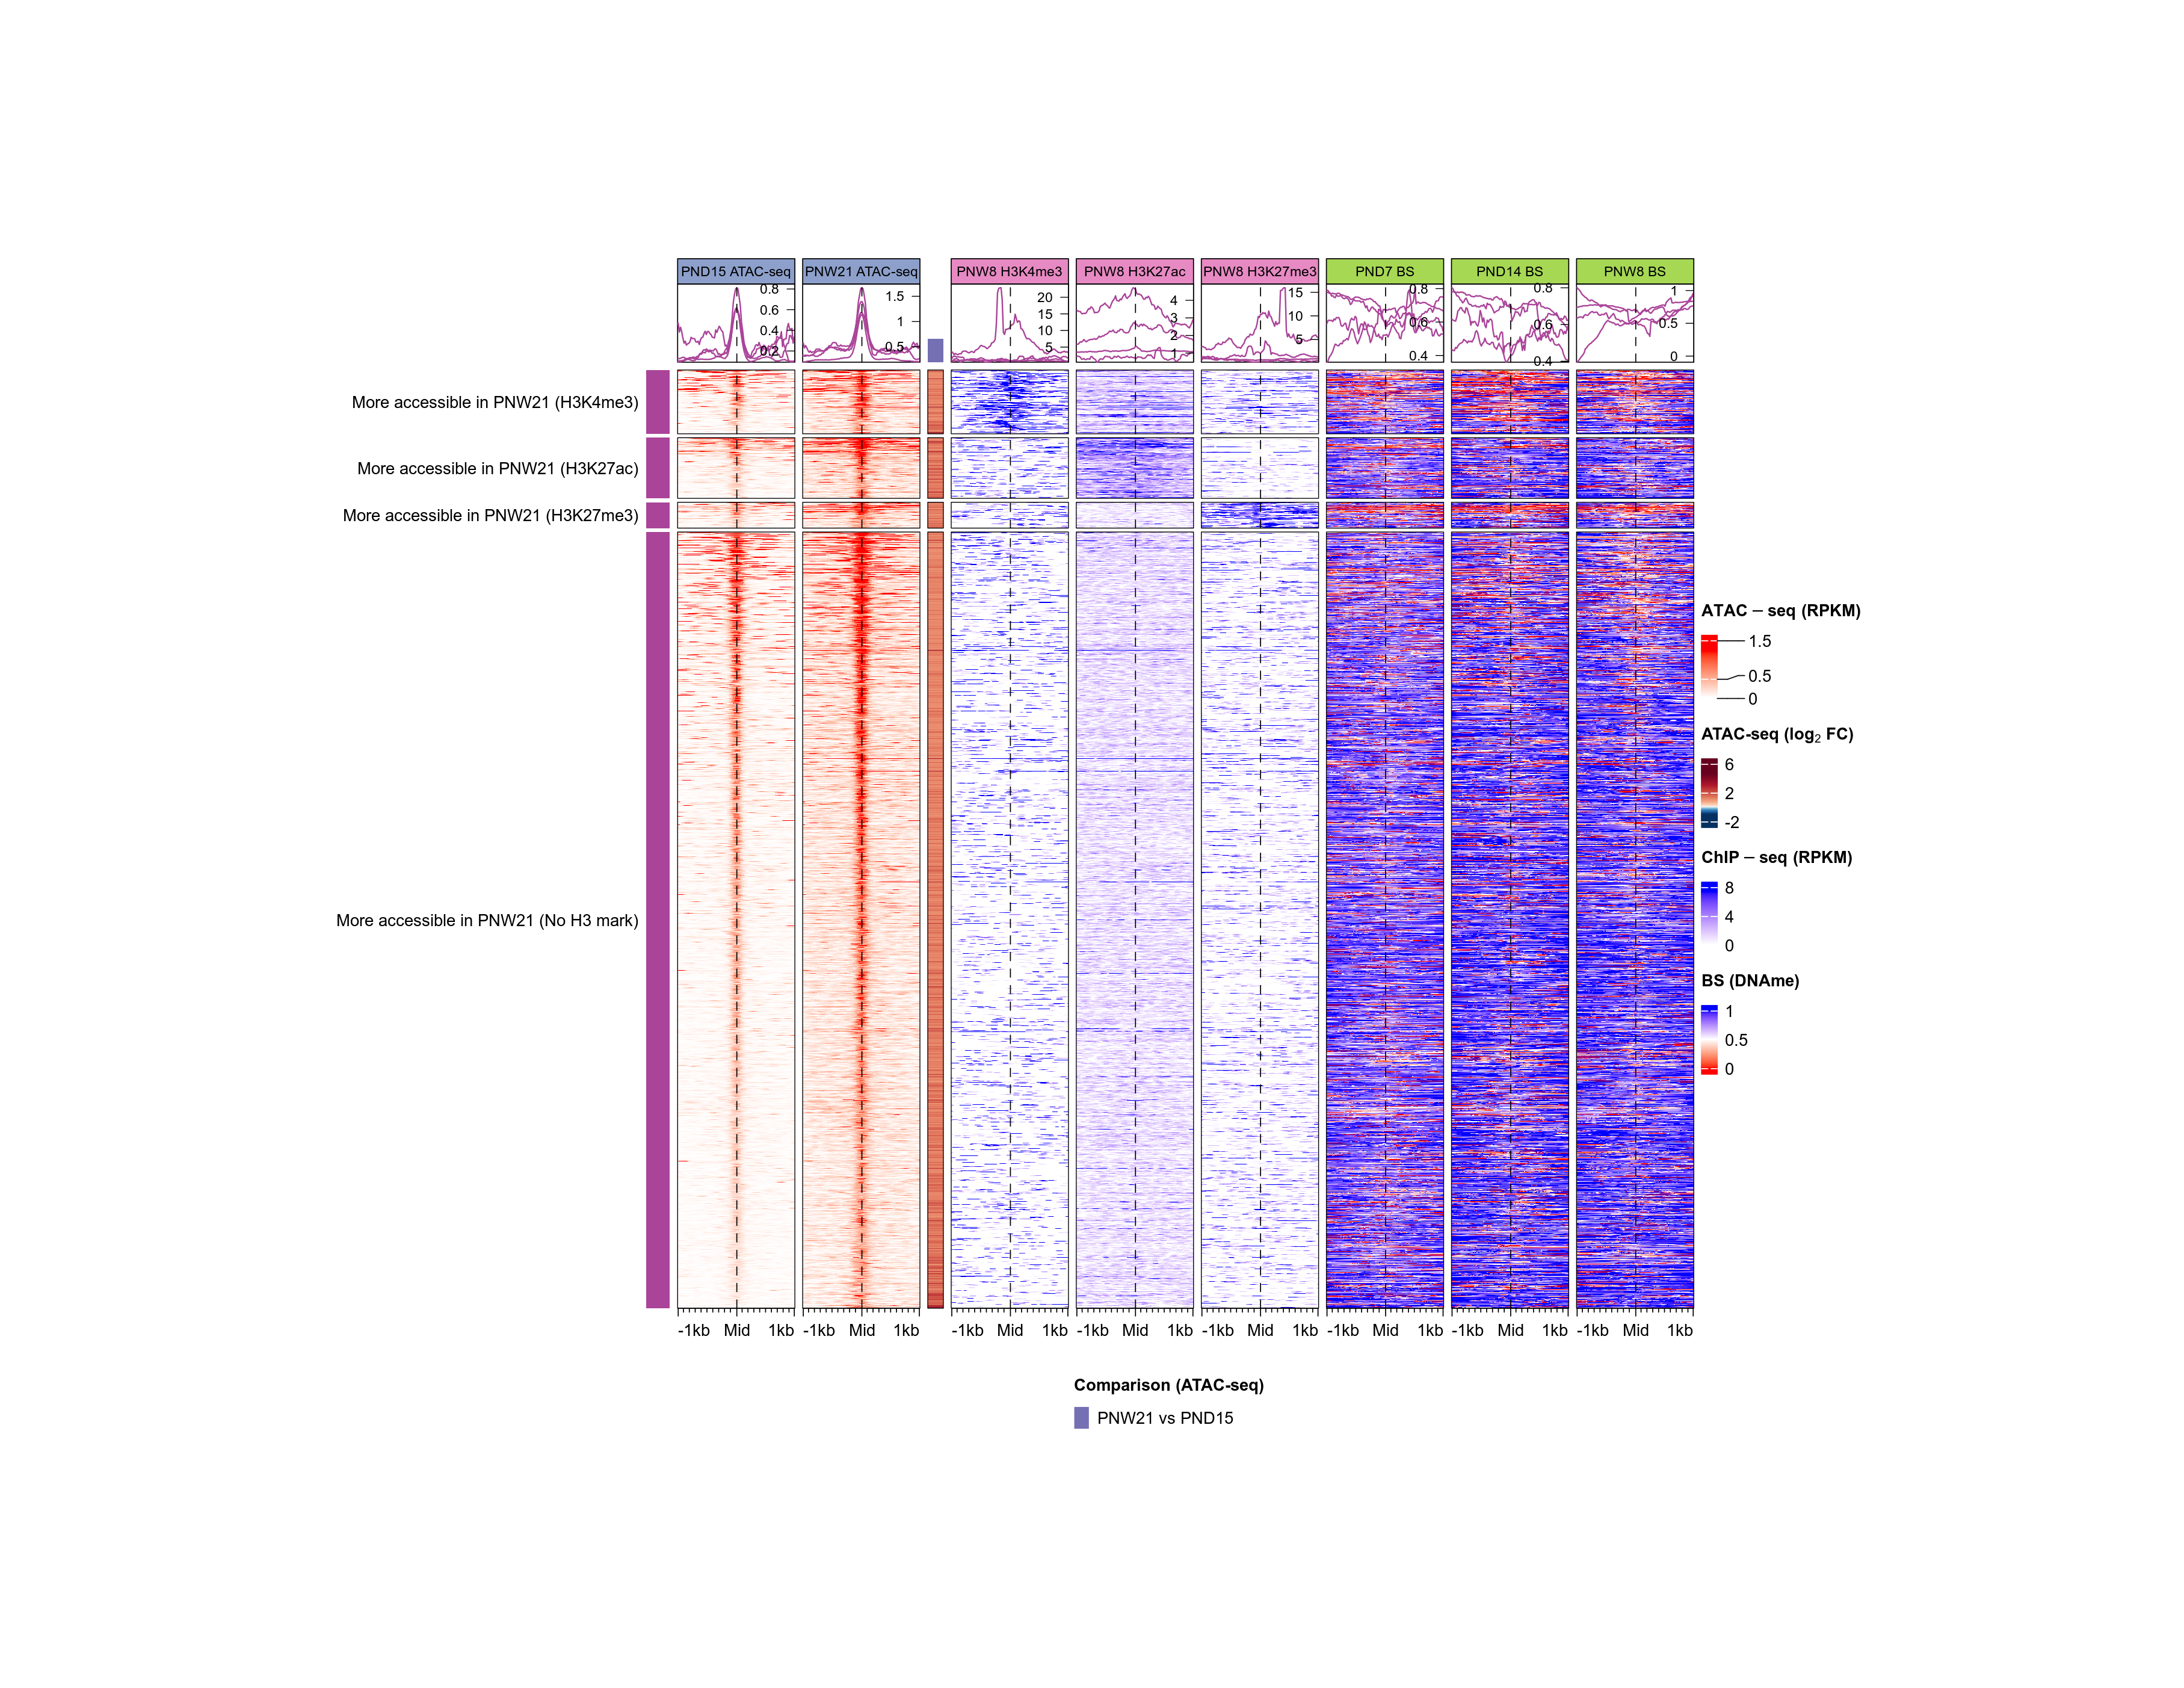 PND15 ATAC-seq PNW21 ATAC-seq PNW8 H3K4me3 PNW8 H3K27ac PNW8 H3K27me3 PND7 BS PND14 BS PNW8 BS
0.8 0.6 0.4 0.2
1.5 1 0.5
20 15 10 5
4 3 2 1
15 10 5
0.8 0.6 0.4
0.8 0.6 0.4
1 0.5 0
More accessible in PNW21 (H3K4me3)
More accessible in PNW21 (H3K27ac)
More accessible in PNW21 (H3K27me3)
More accessible in PNW21 (No H3 mark)
ATAC − seq (RPKM)
1.5
0.5
0
ATAC-seq (log₂ FC)
6
2
-2
ChIP − seq (RPKM)
8
4
0
BS (DNAme)
1
0.5
0
-1kb Mid 1kb -1kb Mid 1kb -1kb Mid 1kb -1kb Mid 1kb -1kb Mid 1kb -1kb Mid 1kb -1kb Mid 1kb -1kb Mid 1kb
Comparison (ATAC-seq)
PNW21 vs PND15